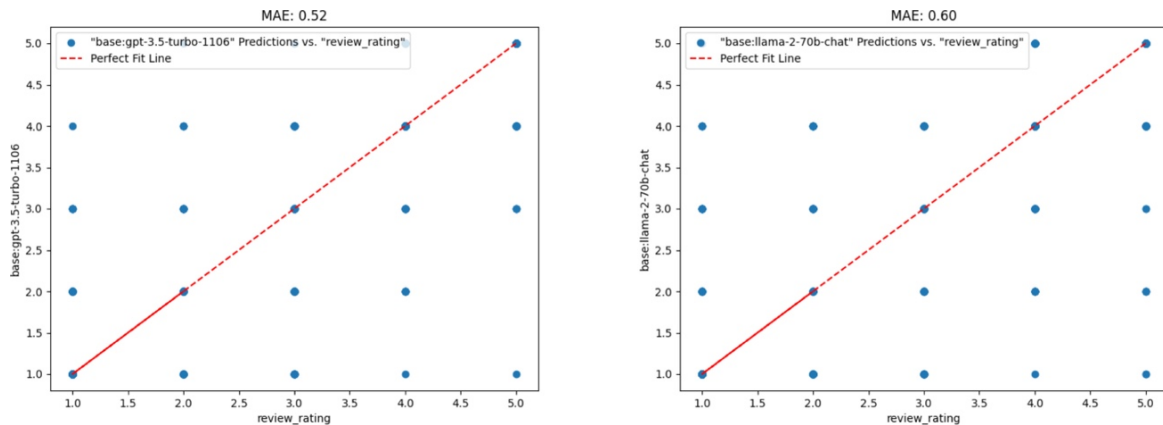 MAE: 0.52
"base:gpt-3.5-turbo-1106" Predictions vs. "review_rating"
Perfect Fit Line
base:gpt-3.5-turbo-1106
5.0
4.5
4.0
3.5
3.0
2.5
2.0
1.5
1.0
1.0 1.5 2.0 2.5 3.0 3.5 4.0 4.5 5.0
review_rating
MAE: 0.60
"base:llama-2-70b-chat" Predictions vs. "review_rating"
Perfect Fit Line
base:llama-2-70b-chat
5.0
4.5
4.0
3.5
3.0
2.5
2.0
1.5
1.0
1.0 1.5 2.0 2.5 3.0 3.5 4.0 4.5 5.0
review_rating